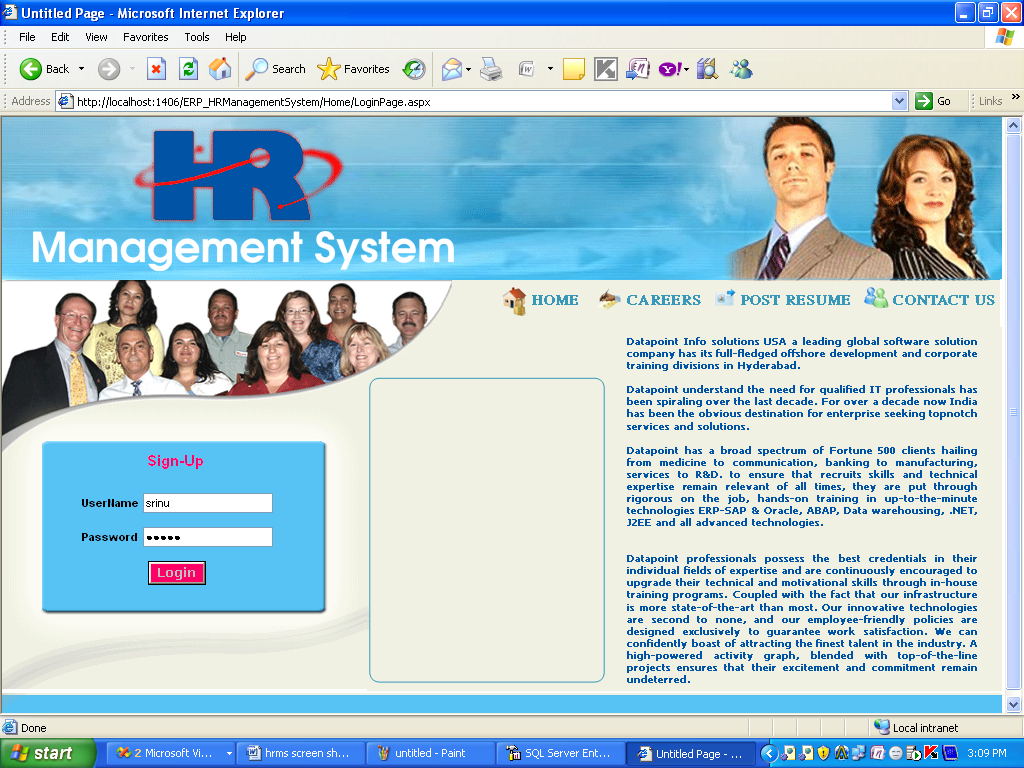 Untitled Page - Microsoft Internet Explorer
File Edit View Favorites Tools Help
Back Search Favorites
Address http://localhost:1406/ERP_HRManagementSystem/Home/LoginPage.aspx Go Links »
HR
Management System
HOME CAREERS POST RESUME CONTACT US
Datapoint Info solutions USA a leading global software solution
company has its full-fledged offshore development and corporate
training divisions in Hyderabad.
Datapoint understand the need for qualified IT professionals has
been spiraling over the last decade. For over a decade now India
has been the obvious destination for enterprise seeking topnotch
services and solutions.
Datapoint has a broad spectrum of Fortune 500 clients hailing
from medicine to communication, banking to manufacturing,
services to R&D. to ensure that recruits skills and technical
expertise remain relevant of all times, they are put through
rigorous on the job, hands-on training in up-to-the-minute
technologies ERP-SAP & Oracle, ABAP, Data warehousing, .NET,
J2EE and all advanced technologies.
Datapoint professionals possess the best credentials in their
individual fields of expertise and are continuously encouraged to
upgrade their technical and motivational skills through in-house
training programs. Coupled with the fact that our infrastructure
is more state-of-the-art than most. Our innovative technologies
are second to none, and our employee-friendly policies are
designed exclusively to guarantee work satisfaction. We can
confidently boast of attracting the finest talent in the industry. A
high-powered activity graph, blended with top-of-the-line
projects ensures that their excitement and commitment remain
undeterred.
Sign-Up
UserName srinu
Password •••••
Login
Done Local intranet
start 2 Microsoft Vi... hrms screen sh... untitled - Paint SQL Server Ent... Untitled Page - ... 3:09 PM